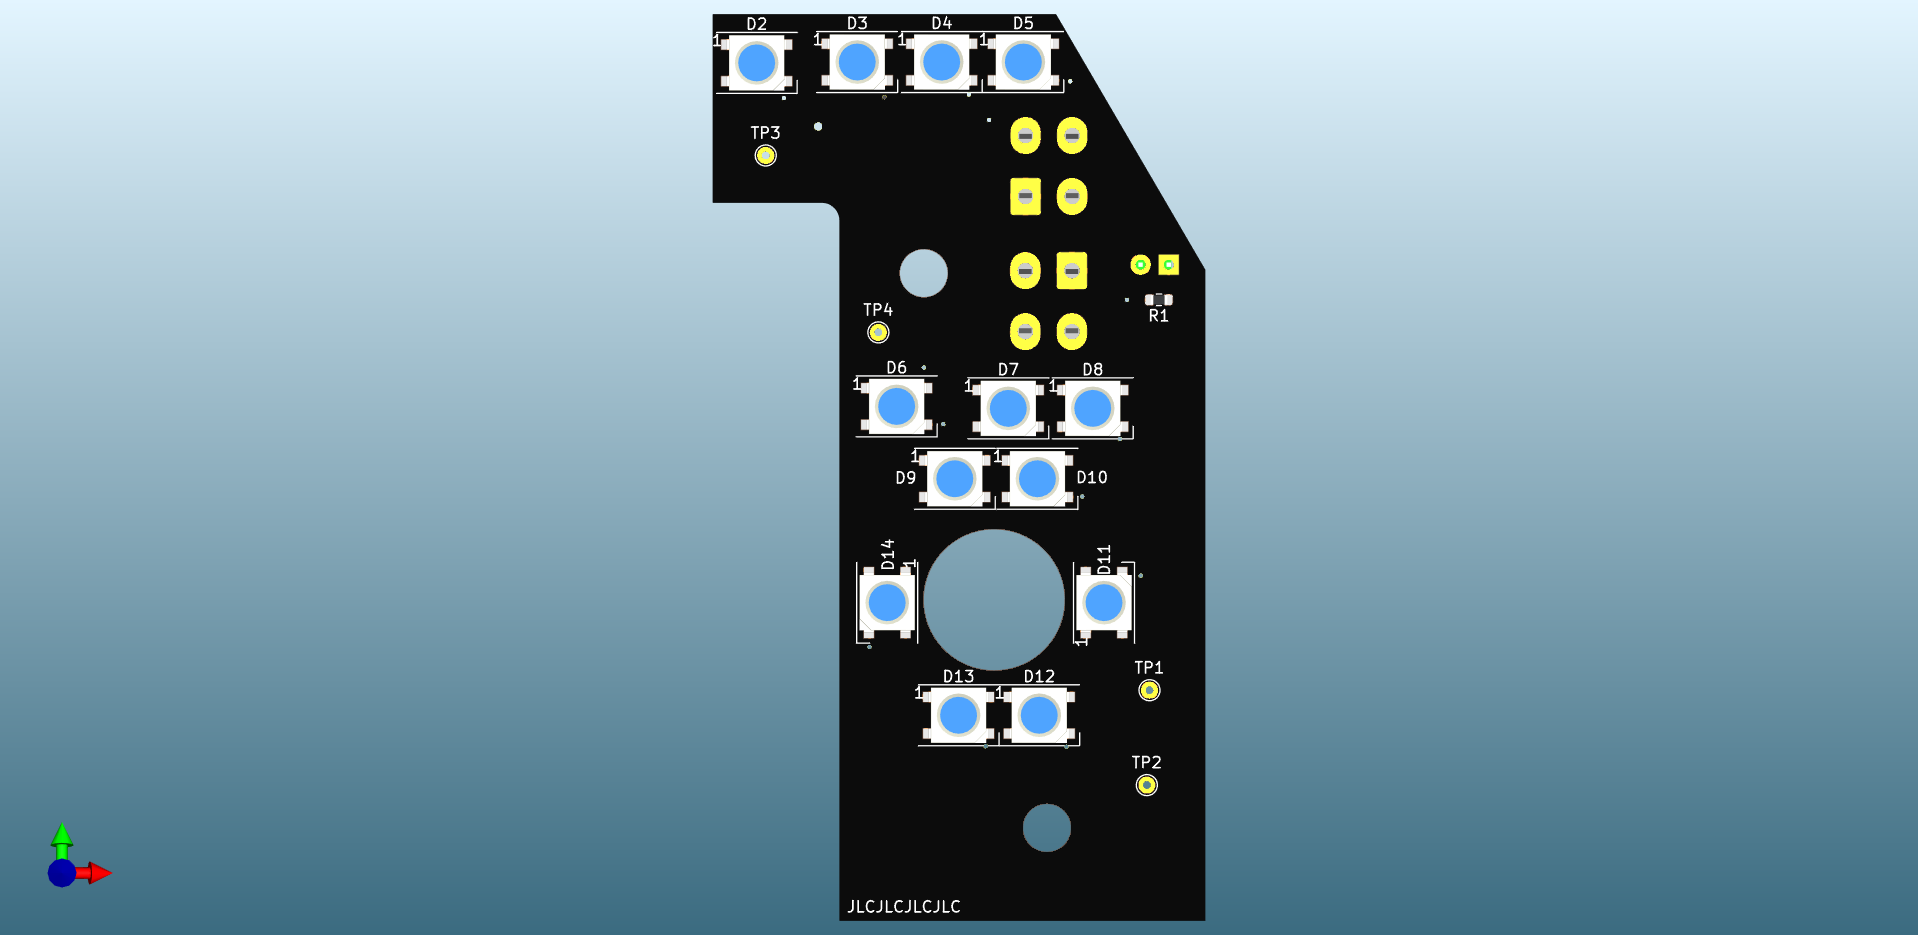 D2 D3 D4 D5
1 1 1 1
TP3
TP4
R1
D6 D7 D8
1 1 1
1 1
D9 D10
D14 D11
1
1
TP1
D13 D12
1 1
TP2
JLCJLCJLCJLC